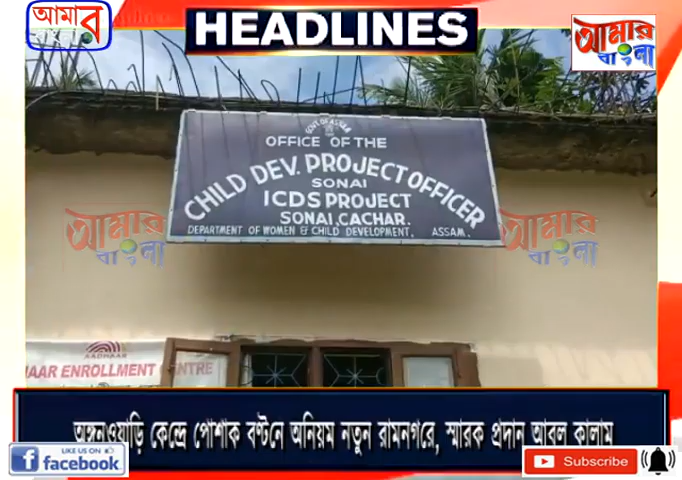 আমার
বাংলা
HEADLINES
আমার
বাংলা
GOVT. OF ASSAM
OFFICE OF THE
CHILD DEV. PROJECT OFFICER
SONAI
ICDS PROJECT
SONAI, CACHAR.
DEPARTMENT OF WOMEN & CHILD DEVELOPMENT, ASSAM.
আমার
বাংলা
আমার
বাংলা
AADHAAR
HAAR ENROLLMENT CENTRE
অঙ্গনওয়াড়ি কেন্দ্রে পোশাক বণ্টনে অনিয়ম নতুন রামনগরে, স্মারক প্রদান আবুল কালাম
LIKE US ON
facebook.
Subscribe